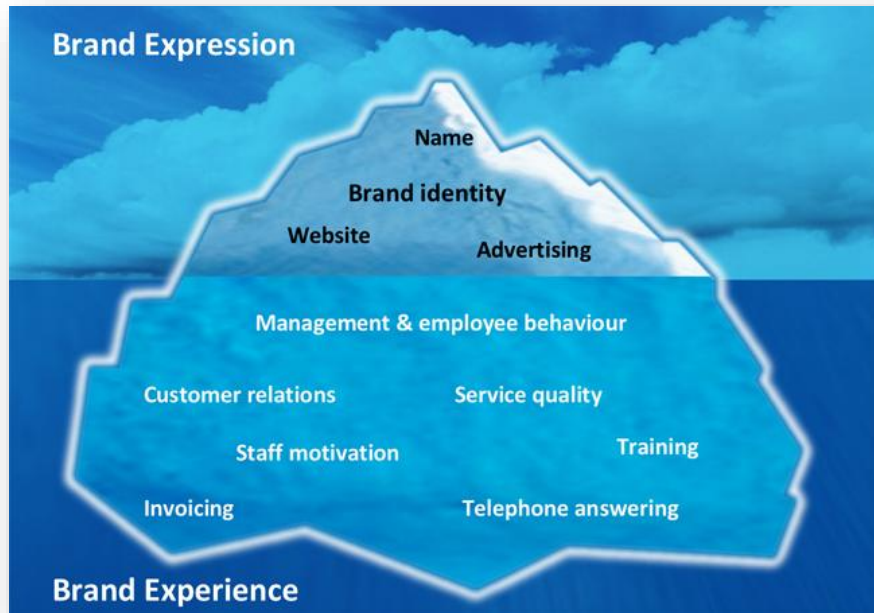 Brand Expression
Name
Brand identity
Website
Advertising
Management & employee behaviour
Customer relations
Service quality
Staff motivation
Training
Invoicing
Telephone answering
Brand Experience